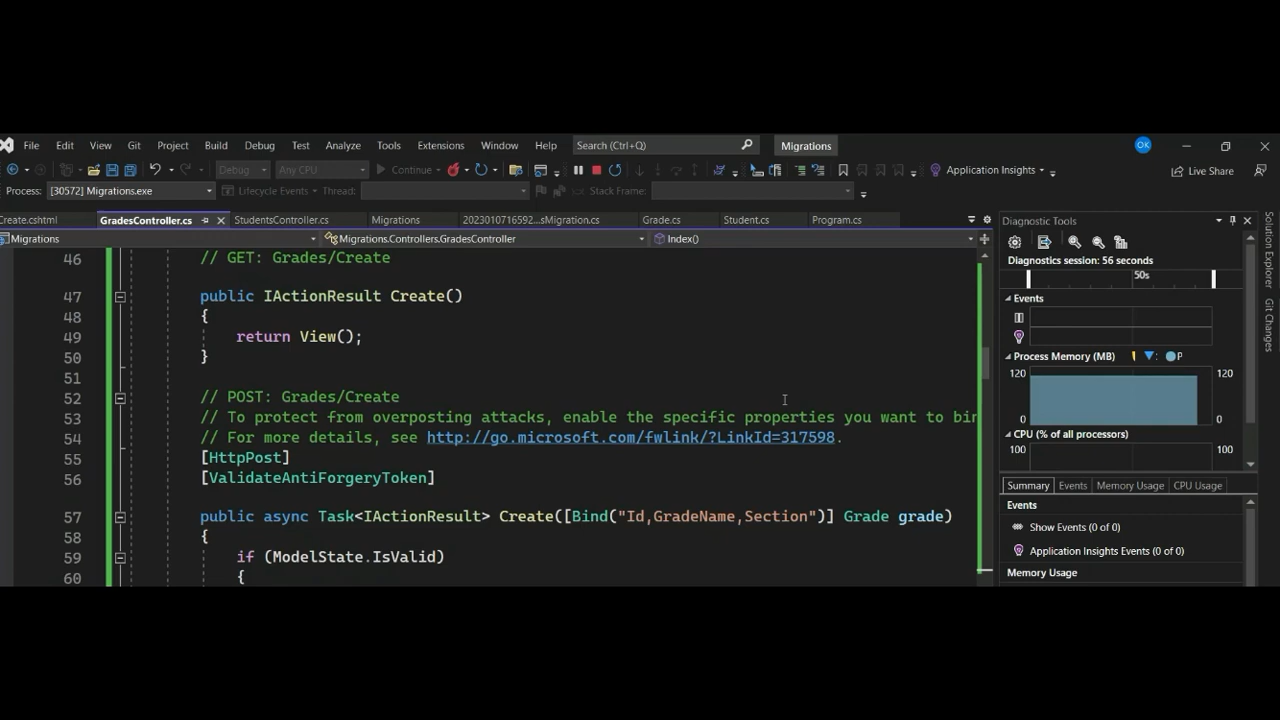 File Edit View Git Project Build Debug Test Analyze Tools Extensions Window Help Search (Ctrl+Q) Migrations OK
Debug Any CPU Continue Application Insights Live Share
Process: [30572] Migrations.exe Lifecycle Events Thread: Stack Frame:
Create.cshtml GradesController.cs StudentsController.cs Migrations 2023010716592...sMigration.cs Grade.cs Student.cs Program.cs
Migrations Migrations.Controllers.GradesController Index()
46 // GET: Grades/Create
47 public IActionResult Create()
48 {
49 return View();
50 }
51
52 // POST: Grades/Create
53 // To protect from overposting attacks, enable the specific properties you want to bin
54 // For more details, see http://go.microsoft.com/fwlink/?LinkId=317598.
55 [HttpPost]
56 [ValidateAntiForgeryToken]
57 public async Task<IActionResult> Create([Bind("Id,GradeName,Section")] Grade grade)
58 {
59 if (ModelState.IsValid)
60 {
Diagnostic Tools
Diagnostics session: 56 seconds
50s
Events
Process Memory (MB) P
120 120
0 0
CPU (% of all processors)
100 100
Summary Events Memory Usage CPU Usage
Events
Show Events (0 of 0)
Application Insights Events (0 of 0)
Memory Usage
Solution Explorer
Git Changes